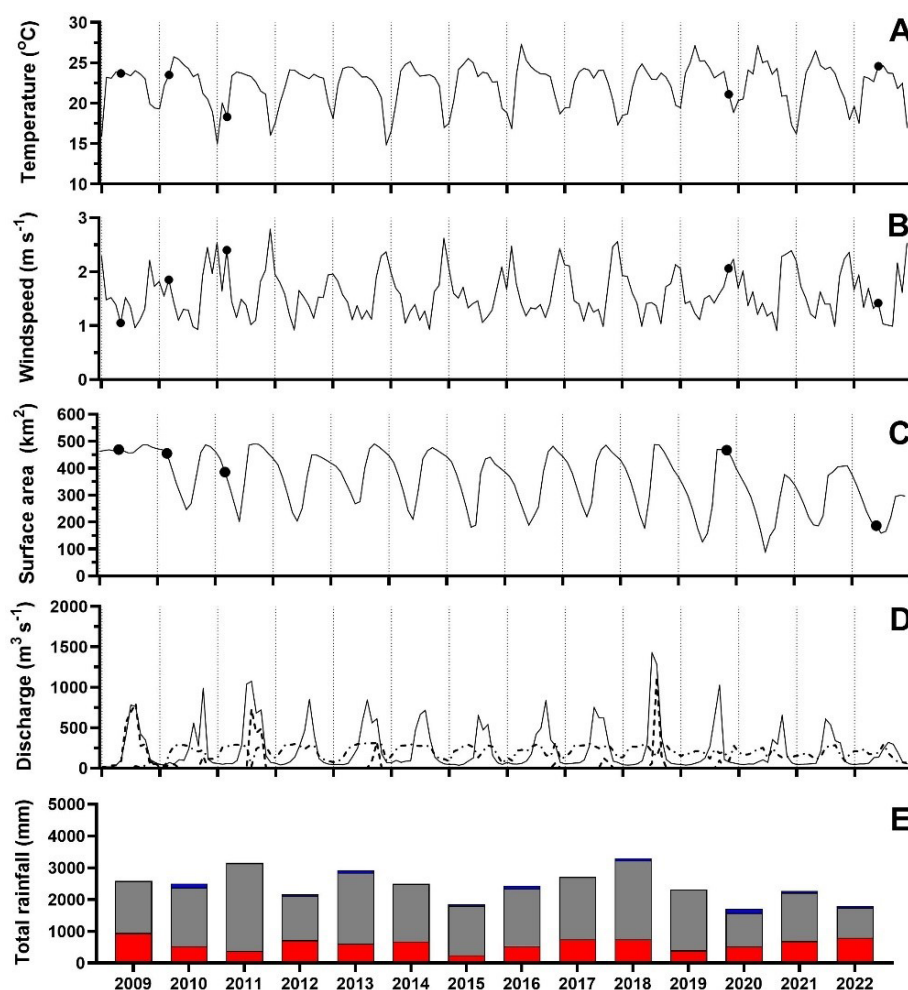 A
Temperature (°C)
30
25
20
15
10
B
Windspeed (m s⁻¹)
3
2
1
0
C
Surface area (km²)
600
500
400
300
200
100
0
D
Discharge (m³ s⁻¹)
2000
1500
1000
500
0
E
Total rainfall (mm)
5000
4000
3000
2000
1000
0
2009 2010 2011 2012 2013 2014 2015 2016 2017 2018 2019 2020 2021 2022